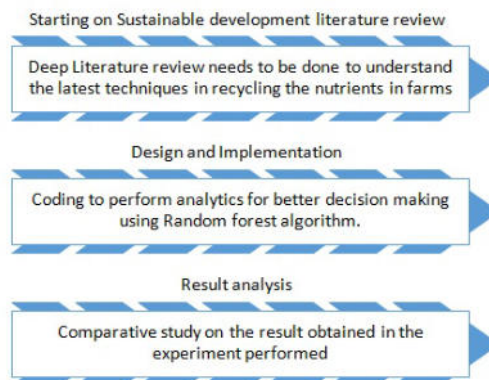 Starting on Sustainable development literature review
Deep Literature review needs to be done to understand
the latest techniques in recycling the nutrients in farms
Design and Implementation
Coding to perform analytics for better decision making
using Random forest algorithm.
Result analysis
Comparative study on the result obtained in the
experiment performed